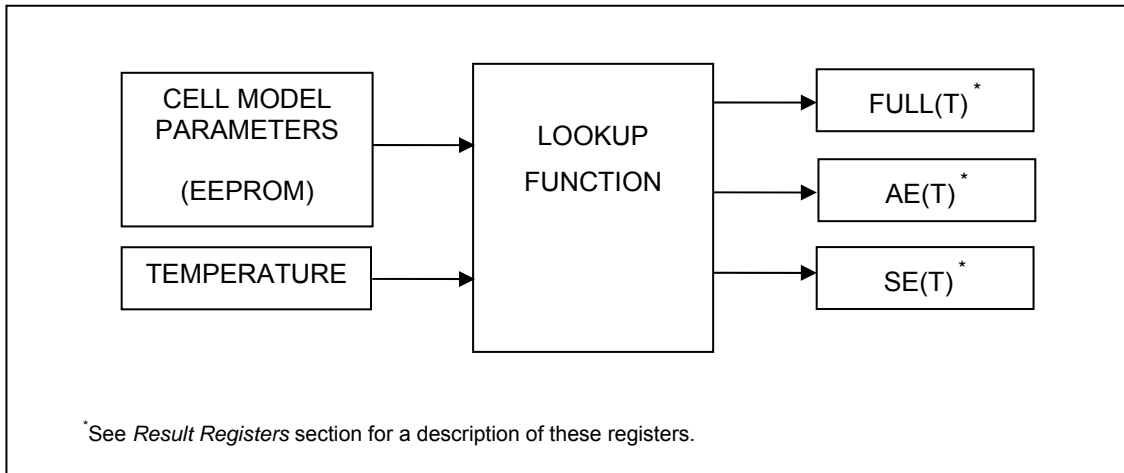 CELL MODEL
PARAMETERS
(EEPROM)
TEMPERATURE
LOOKUP
FUNCTION
FULL(T)*
AE(T)*
SE(T)*
*See Result Registers section for a description of these registers.